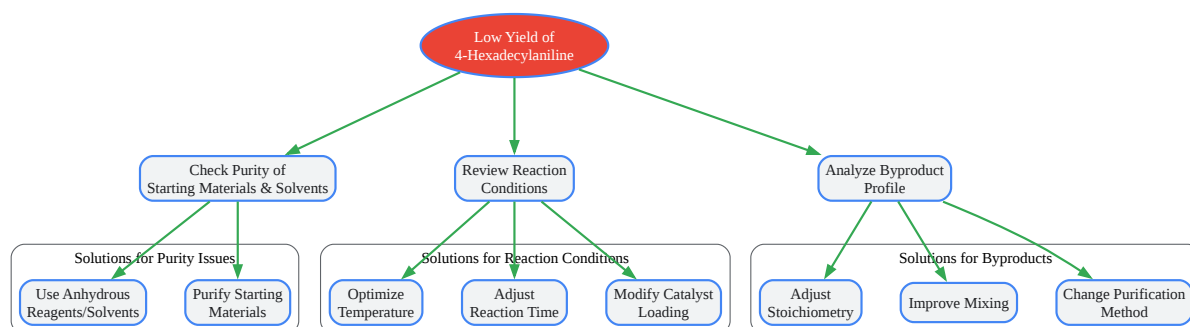 Low Yield of
4-Hexadecylaniline
Check Purity of
Starting Materials & Solvents
Review Reaction
Conditions
Analyze Byproduct
Profile
Solutions for Purity Issues
Solutions for Reaction Conditions
Solutions for Byproducts
Use Anhydrous
Reagents/Solvents
Purify Starting
Materials
Optimize
Temperature
Adjust
Reaction Time
Modify Catalyst
Loading
Adjust
Stoichiometry
Improve Mixing
Change Purification
Method